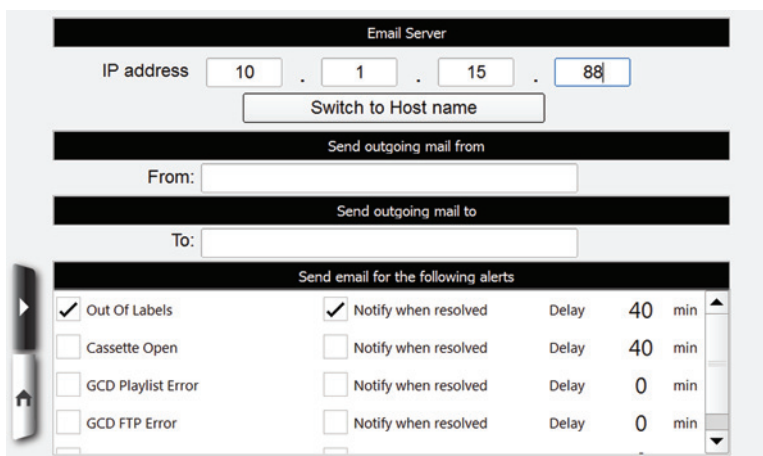 Email Server
IP address 10 . 1 . 15 . 88
Switch to Host name
Send outgoing mail from
From:
Send outgoing mail to
To:
Send email for the following alerts
Out Of Labels Notify when resolved Delay 40 min
Cassette Open Notify when resolved Delay 40 min
GCD Playlist Error Notify when resolved Delay 0 min
GCD FTP Error Notify when resolved Delay 0 min